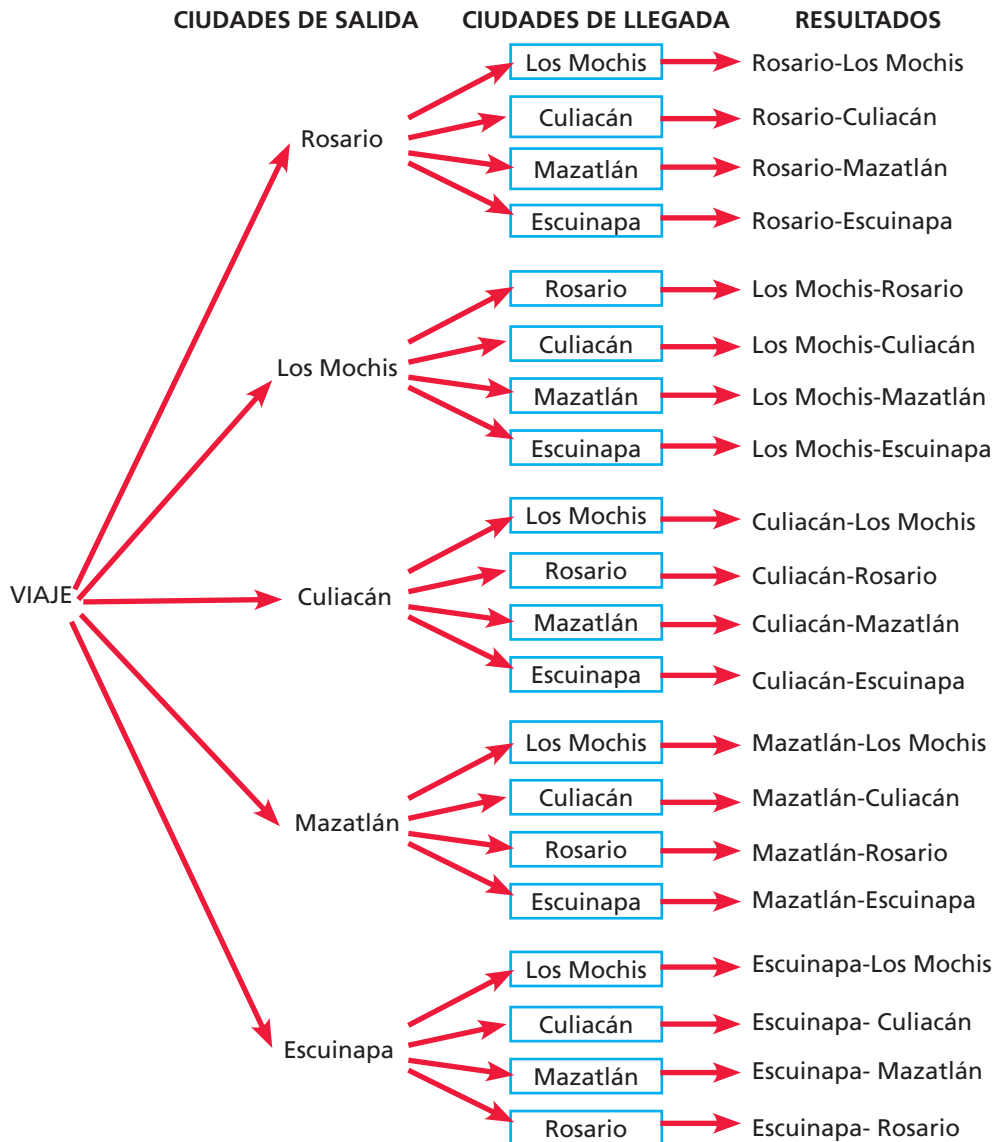 CIUDADES DE SALIDA CIUDADES DE LLEGADA RESULTADOS
VIAJE
Rosario
Los Mochis Rosario-Los Mochis
Culiacán Rosario-Culiacán
Mazatlán Rosario-Mazatlán
Escuinapa Rosario-Escuinapa
Los Mochis
Rosario Los Mochis-Rosario
Culiacán Los Mochis-Culiacán
Mazatlán Los Mochis-Mazatlán
Escuinapa Los Mochis-Escuinapa
Culiacán
Los Mochis Culiacán-Los Mochis
Rosario Culiacán-Rosario
Mazatlán Culiacán-Mazatlán
Escuinapa Culiacán-Escuinapa
Mazatlán
Los Mochis Mazatlán-Los Mochis
Culiacán Mazatlán-Culiacán
Rosario Mazatlán-Rosario
Escuinapa Mazatlán-Escuinapa
Escuinapa
Los Mochis Escuinapa-Los Mochis
Culiacán Escuinapa- Culiacán
Mazatlán Escuinapa- Mazatlán
Rosario Escuinapa- Rosario